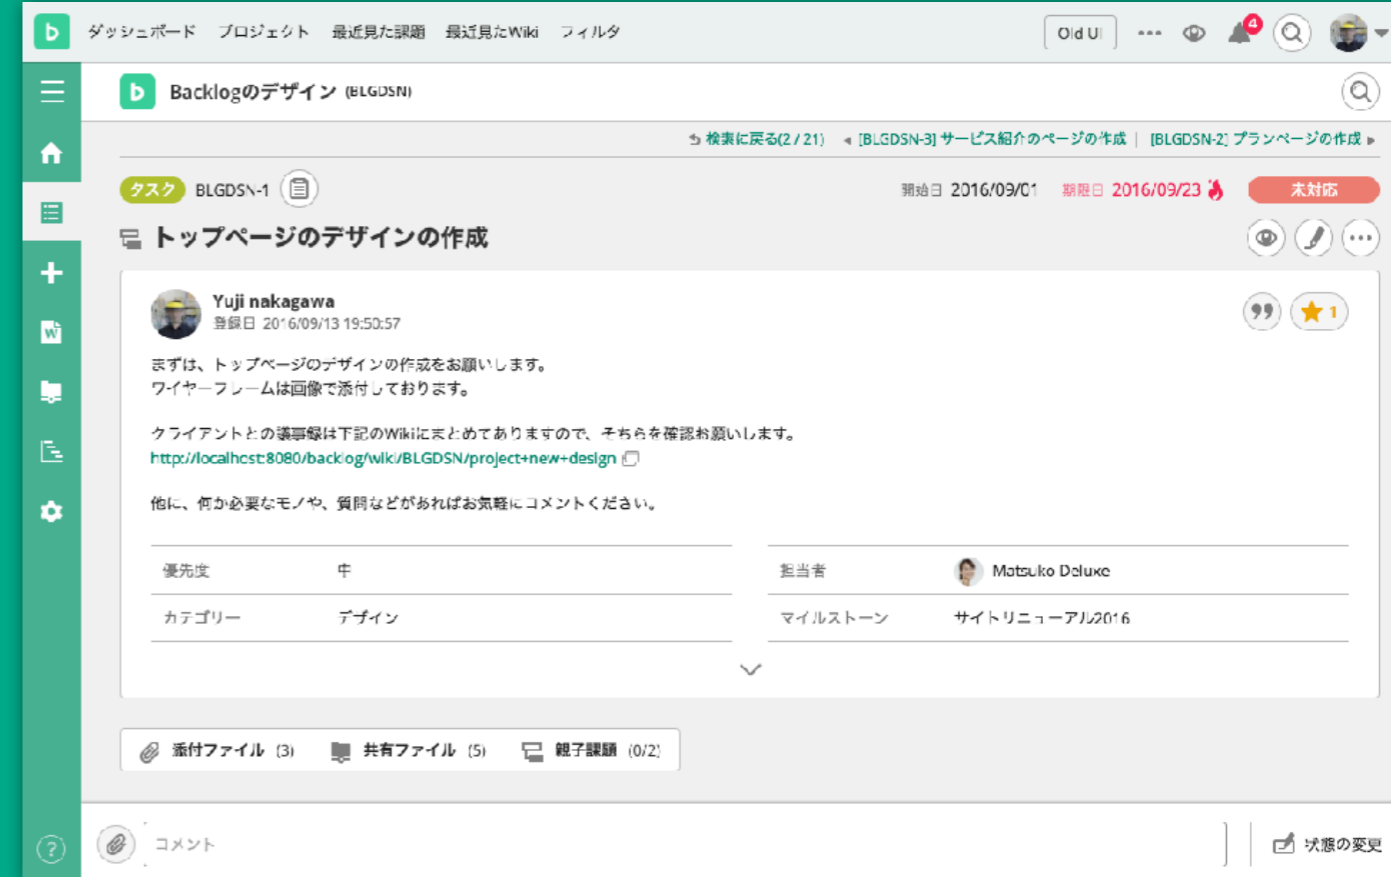 ダッシュボード プロジェクト 最近見た課題 最近見たWiki フィルタ Old UI 4
Backlogのデザイン (BLGDSN)
検索に戻る(2 / 21) [BLGDSN-3] サービス紹介のページの作成 | [BLGDSN-2] プランページの作成
タスク BLGDSN-1 開始日 2016/09/01 期限日 2016/09/23 未対応
トップページのデザインの作成
Yuji nakagawa
登録日 2016/09/13 19:50:57
1
まずは、トップページのデザインの作成をお願いします。
ワイヤーフレームは画像で添付しております。
クライアントとの議事録は下記のWikiにまとめてありますので、そちらを確認お願いします。
http://localhost:8080/backlog/wiki/BLGDSN/project+new+design
他に、何か必要なモノや、質問などがあればお気軽にコメントください。
優先度 中 担当者 Matsuko Deluxe
カテゴリー デザイン マイルストーン サイトリニューアル2016
添付ファイル (3) 共有ファイル (5) 親子課題 (0/2)
コメント 状態の変更